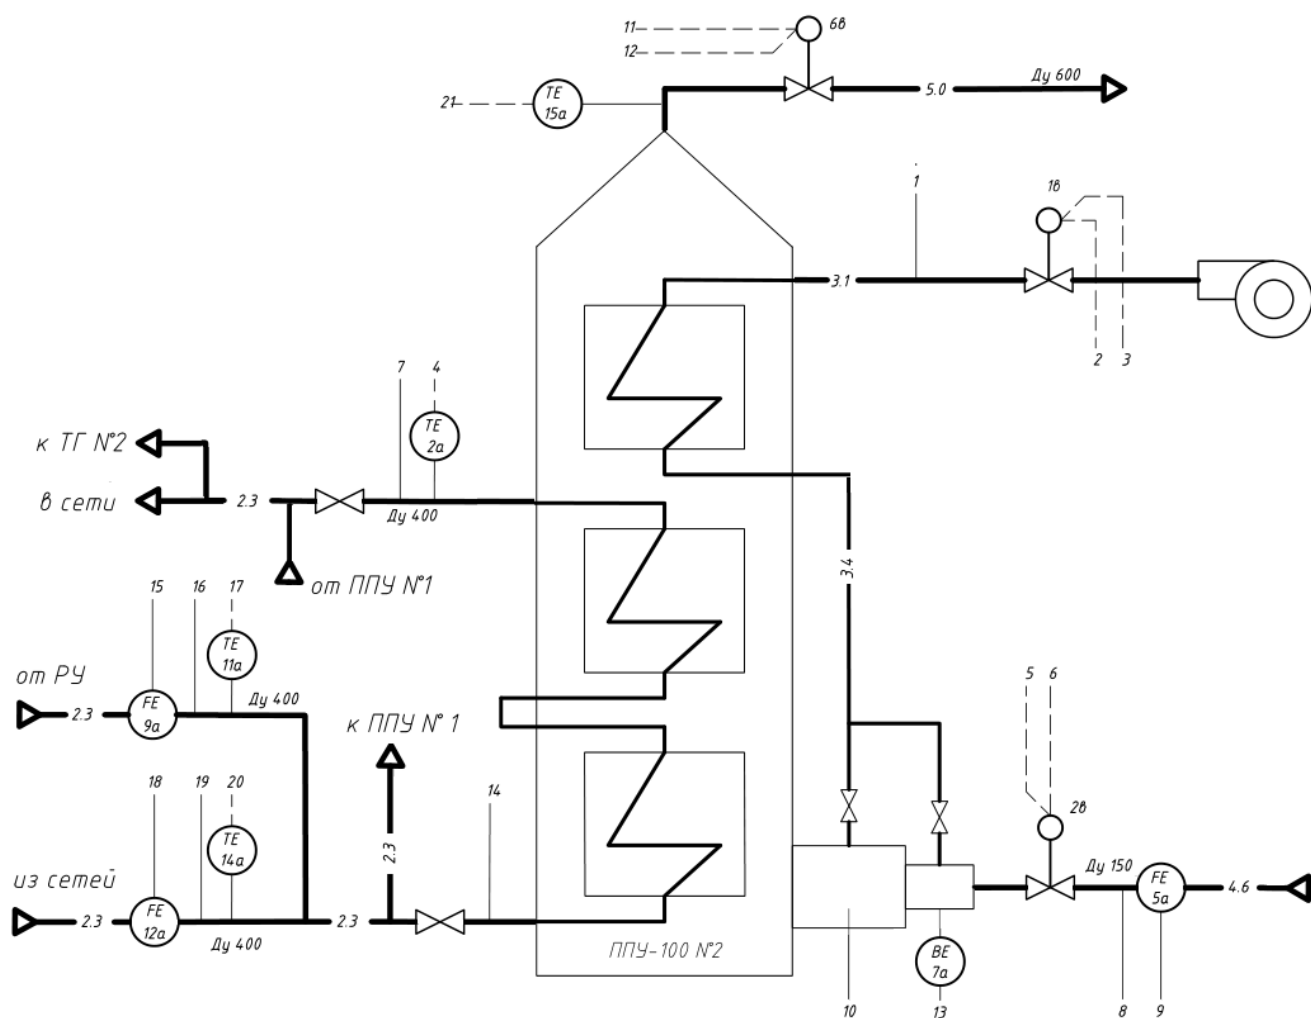 11
12
6в
Ду 600
5.0
21
TE
15а
1
1в
3.1
2
3
7
4
TE
2а
к ТГ №2
в сети
2.3
Ду 400
от ППУ №1
3.4
15
16
17
TE
11а
от РУ
2.3
FE
9а
Ду 400
к ППУ № 1
5
6
18
19
20
14
TE
14а
2.3
2в
из сетей
2.3
FE
12а
Ду 400
2.3
Ду 150
FE
5а
4.6
ППУ-100 №2
BE
7а
10
13
8
9